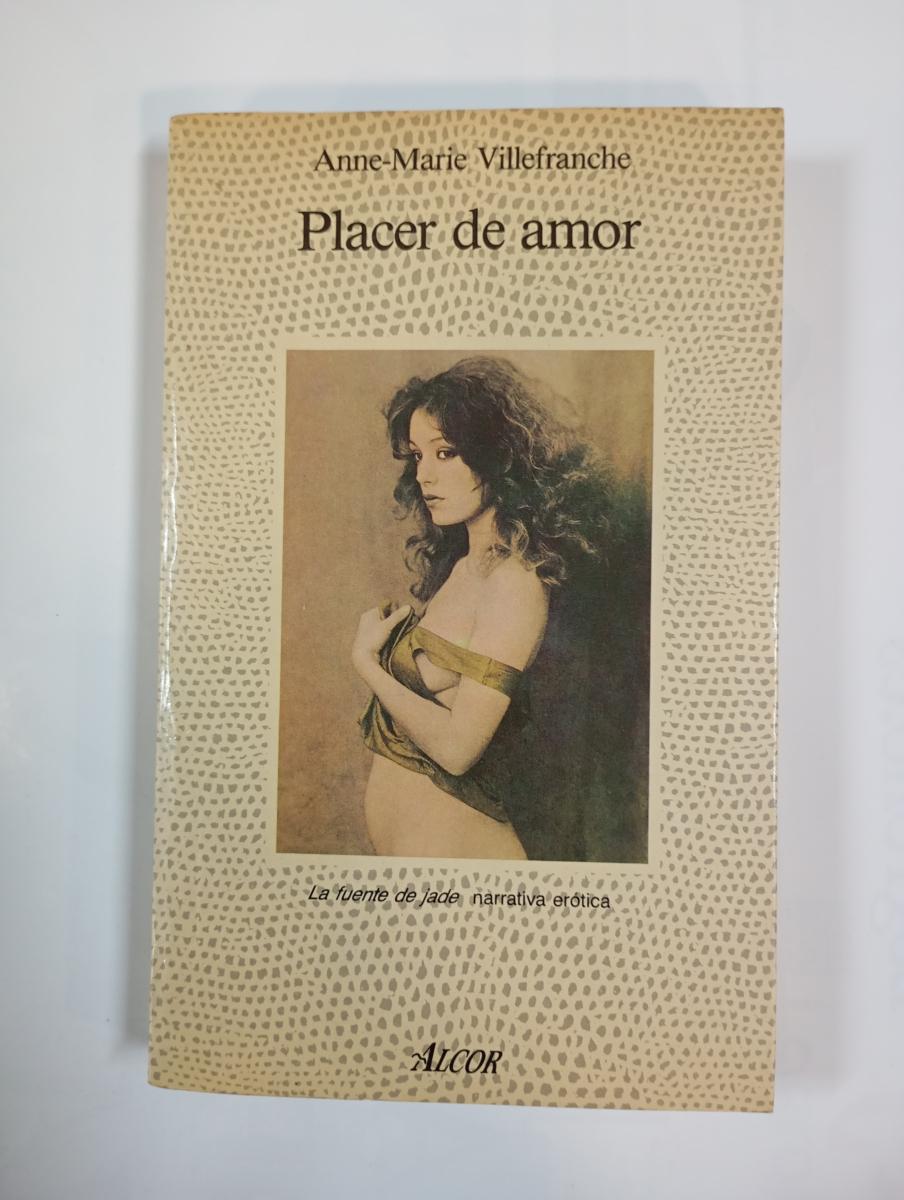 Anne-Marie Villefranche
Placer de amor
La fuente de jade narrativa erótica
ALCOR